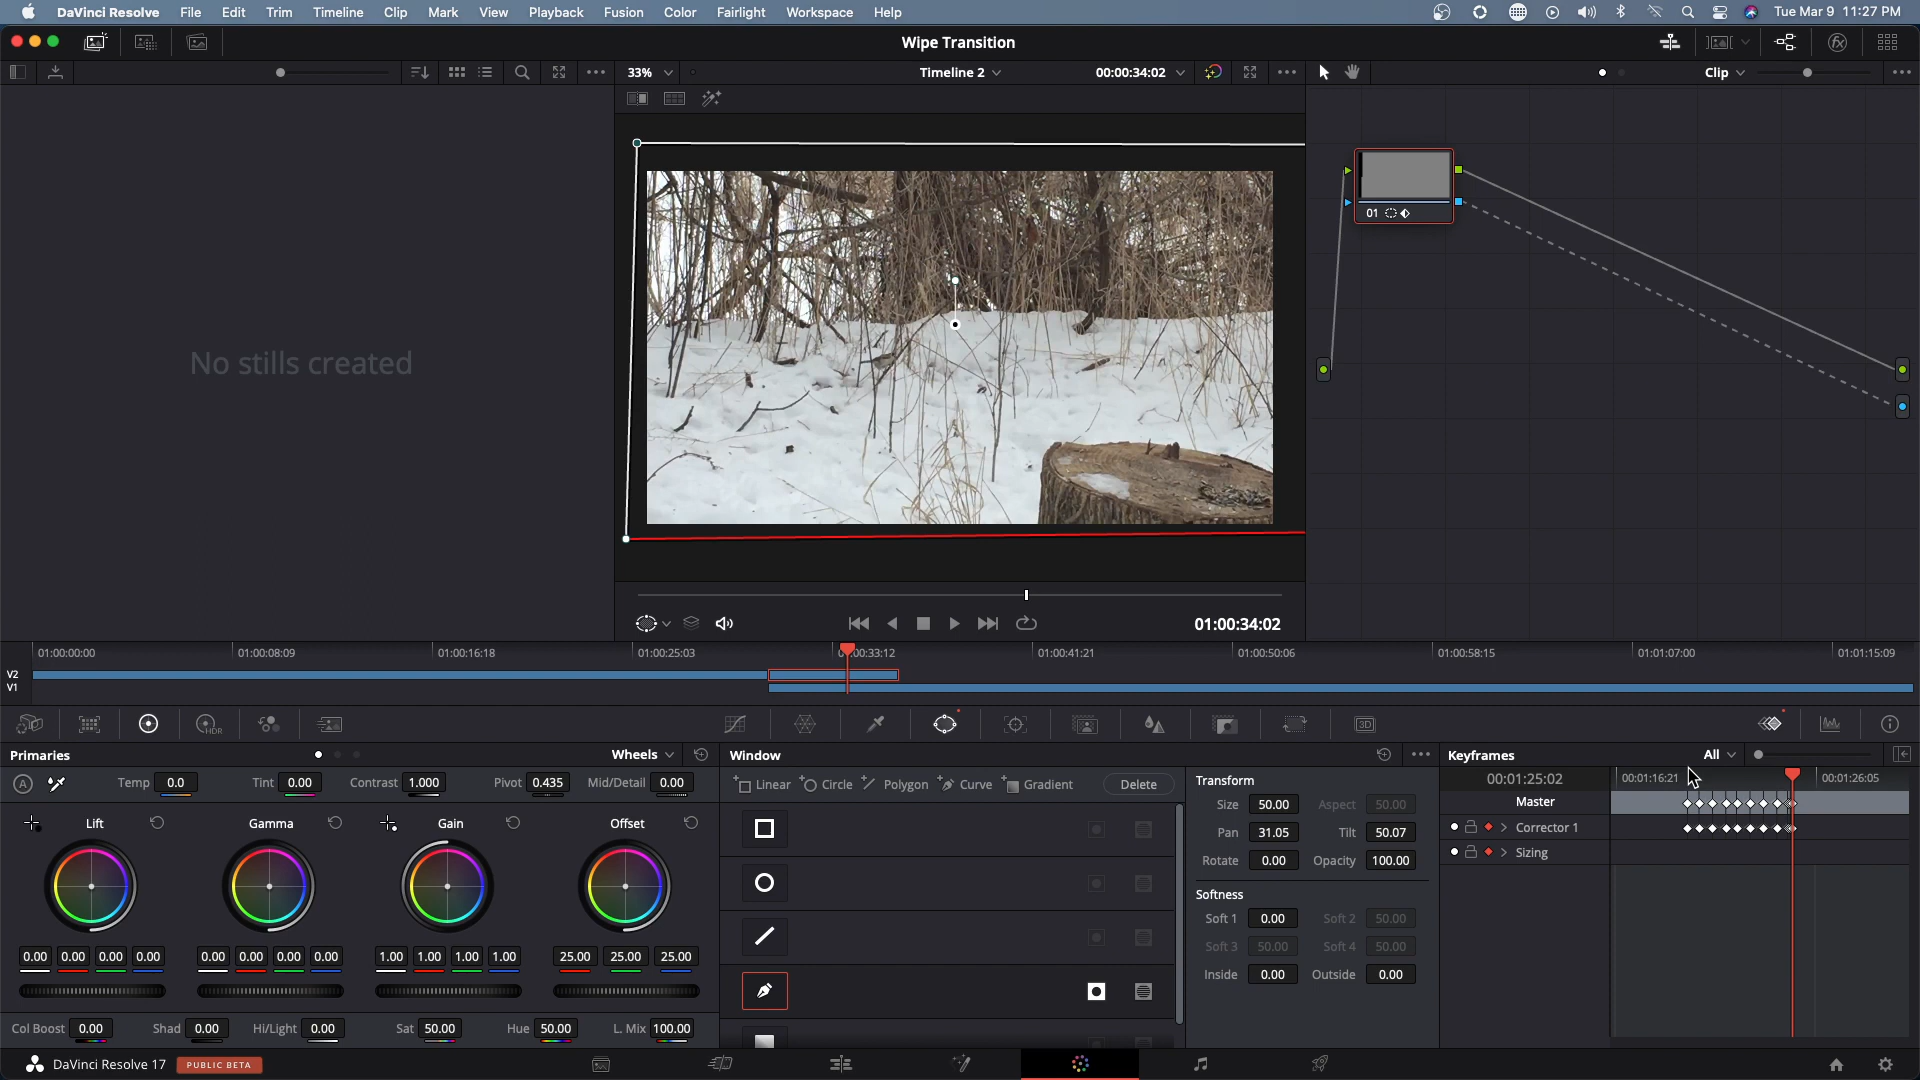 DaVinci Resolve File Edit Trim Timeline Clip Mark View Playback Fusion Color Fairlight Workspace Help Tue Mar 9 11:27 PM
Wipe Transition
33% Timeline 2 00:00:34:02 Clip
01
No stills created
01:00:34:02
01:00:00:00 01:00:08:09 01:00:16:18 01:00:25:03 01:00:33:12 01:00:41:21 01:00:50:06 01:00:58:15 01:01:07:00 01:01:15:09
V2
V1
HDR 3D
Primaries Wheels Window Keyframes All
A Temp 0.0 Tint 0.00 Contrast 1.000 Pivot 0.435 Mid/Detail 0.00
Linear Circle Polygon Curve Gradient Delete
Transform
Size 50.00 Aspect 50.00
Pan 31.05 Tilt 50.07
Rotate 0.00 Opacity 100.00
Softness
Soft 1 0.00 Soft 2 50.00
Soft 3 50.00 Soft 4 50.00
Inside 0.00 Outside 0.00
00:01:25:02 00:01:16:21 00:01:26:05
Master
Corrector 1
Sizing
Lift Gamma Gain Offset
0.00 0.00 0.00 0.00 0.00 0.00 0.00 0.00 1.00 1.00 1.00 1.00 25.00 25.00 25.00
Col Boost 0.00 Shad 0.00 Hi/Light 0.00 Sat 50.00 Hue 50.00 L. Mix 100.00
DaVinci Resolve 17 PUBLIC BETA